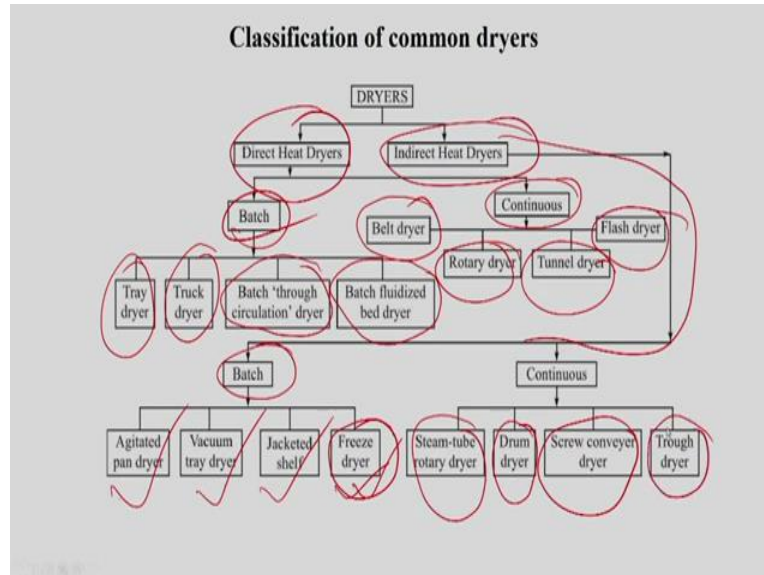 Classification of common dryers
DRYERS
Direct Heat Dryers
Indirect Heat Dryers
Batch
Continuous
Belt dryer
Flash dryer
Rotary dryer
Tunnel dryer
Tray
dryer
Truck
dryer
Batch ‘through
circulation’ dryer
Batch fluidized
bed dryer
Batch
Continuous
Agitated
pan dryer
Vacuum
tray dryer
Jacketed
shelf
Freeze
dryer
Steam-tube
rotary dryer
Drum
dryer
Screw conveyer
dryer
Trough
dryer